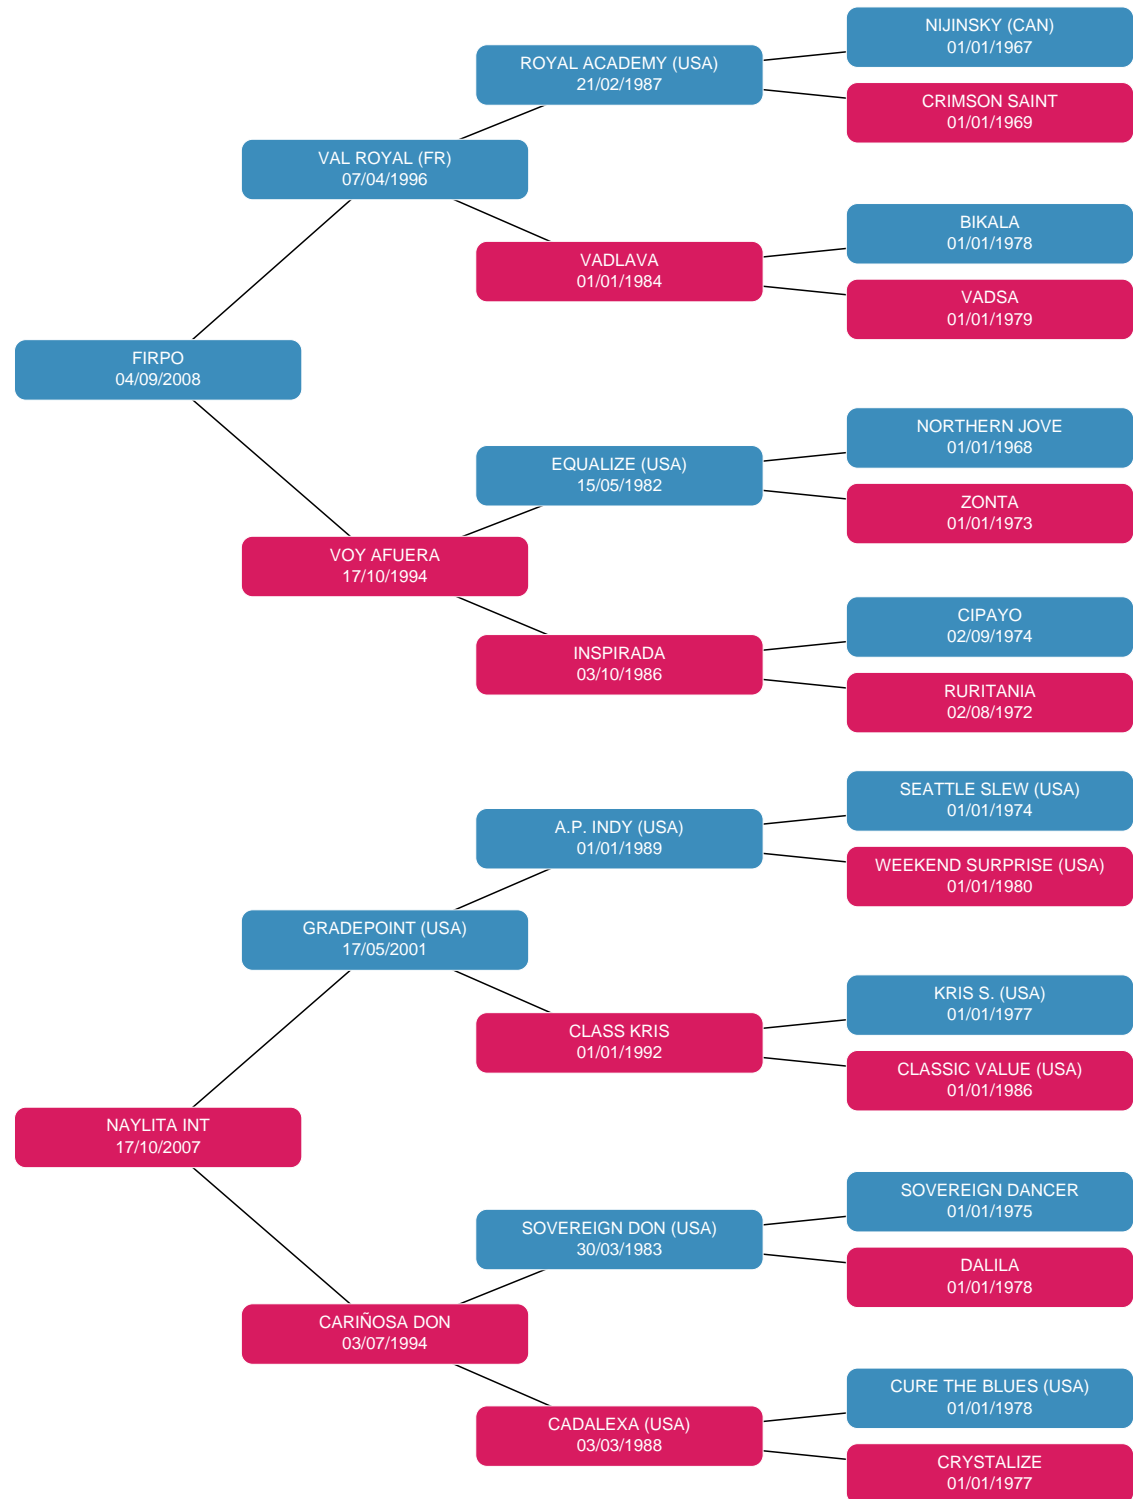 NIJINSKY (CAN)
01/01/1967
ROYAL ACADEMY (USA)
21/02/1987
CRIMSON SAINT
01/01/1969
VAL ROYAL (FR)
07/04/1996
BIKALA
01/01/1978
VADLAVA
01/01/1984
VADSA
01/01/1979
FIRPO
04/09/2008
NORTHERN JOVE
01/01/1968
EQUALIZE (USA)
15/05/1982
ZONTA
01/01/1973
VOY AFUERA
17/10/1994
CIPAYO
02/09/1974
INSPIRADA
03/10/1986
RURITANIA
02/08/1972
SEATTLE SLEW (USA)
01/01/1974
A.P. INDY (USA)
01/01/1989
WEEKEND SURPRISE (USA)
01/01/1980
GRADEPOINT (USA)
17/05/2001
KRIS S. (USA)
01/01/1977
CLASS KRIS
01/01/1992
CLASSIC VALUE (USA)
01/01/1986
NAYLITA INT
17/10/2007
SOVEREIGN DANCER
01/01/1975
SOVEREIGN DON (USA)
30/03/1983
DALILA
01/01/1978
CARIÑOSA DON
03/07/1994
CURE THE BLUES (USA)
01/01/1978
CADALEXA (USA)
03/03/1988
CRYSTALIZE
01/01/1977